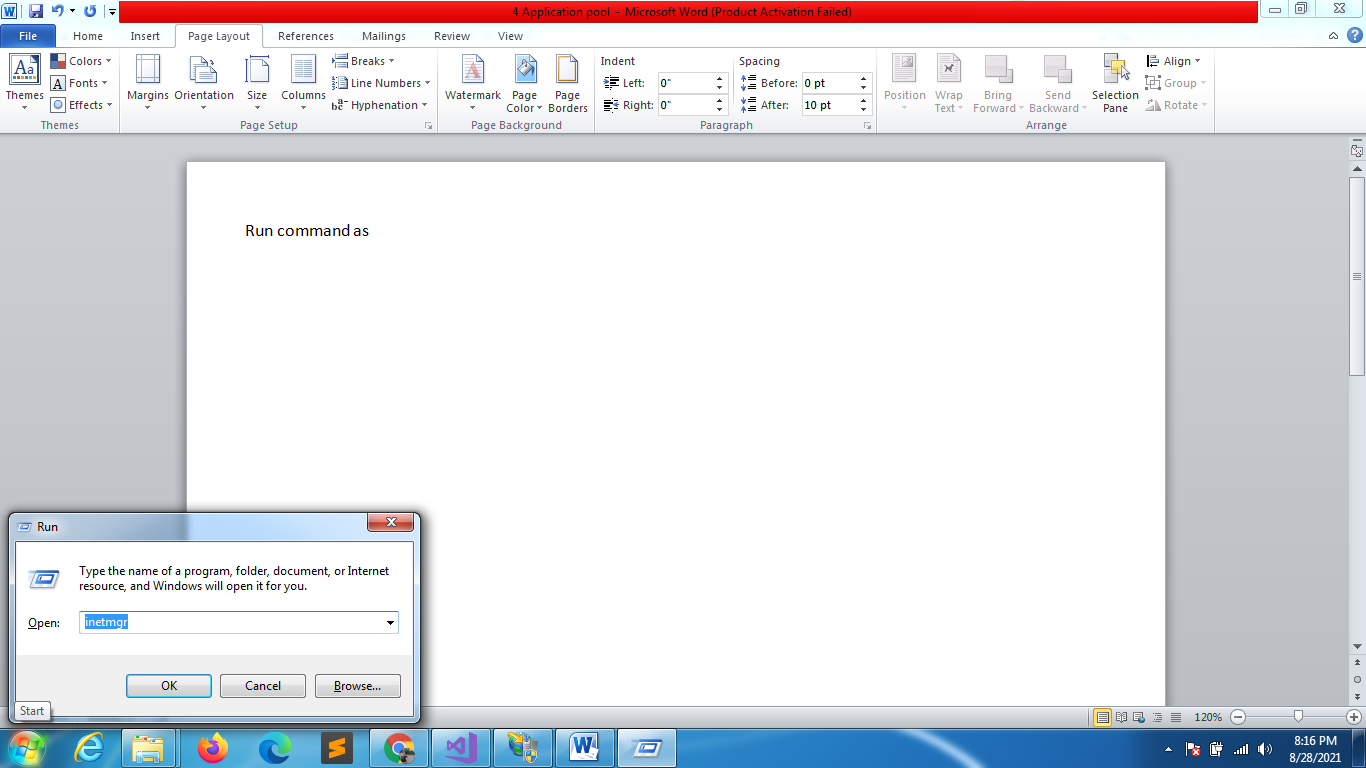 4 Application pool - Microsoft Word (Product Activation Failed)
File Home Insert Page Layout References Mailings Review View
Themes
Colors
Fonts
Effects
Themes
Margins Orientation Size Columns
Breaks
Line Numbers
Hyphenation
Page Setup
Watermark Page Color Page Borders
Page Background
Indent
Left: 0"
Right: 0"
Spacing
Before: 0 pt
After: 10 pt
Paragraph
Position Wrap Text Bring Forward Send Backward Selection Pane
Align
Group
Rotate
Arrange
Run command as
Run
Type the name of a program, folder, document, or Internet
resource, and Windows will open it for you.
Open: inetmgr
OK Cancel Browse...
Start
120%
8:16 PM
8/28/2021